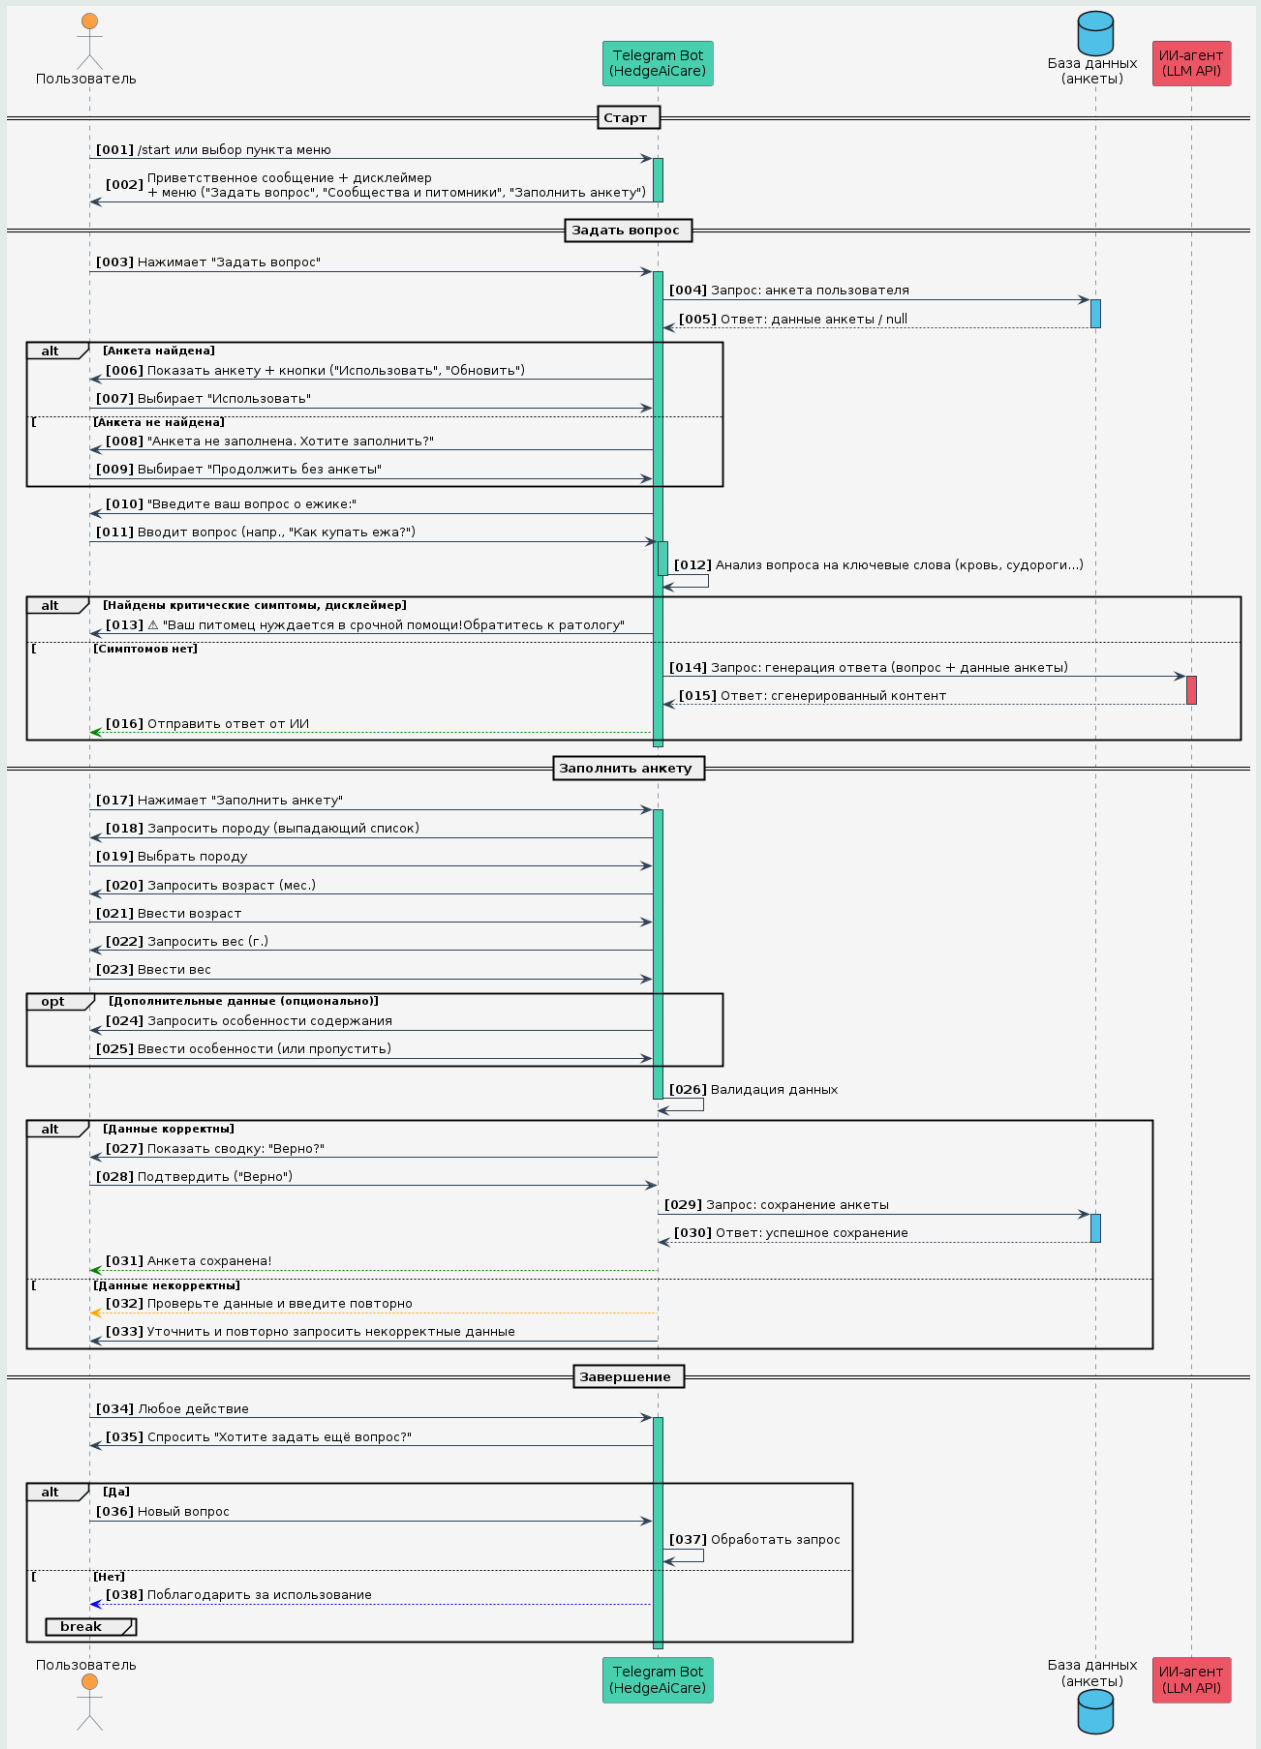 Пользователь
Telegram Bot
(HedgeAiCare)
База данных
(анкеты)
ИИ-агент
(LLM API)
Старт
[001] /start или выбор пункта меню
[002] Приветственное сообщение + дисклеймер
+ меню ("Задать вопрос", "Сообщества и питомники", "Заполнить анкету")
Задать вопрос
[003] Нажимает "Задать вопрос"
[004] Запрос: анкета пользователя
[005] Ответ: данные анкеты / null
alt [Анкета найдена]
[006] Показать анкету + кнопки ("Использовать", "Обновить")
[007] Выбирает "Использовать"
[ [Анкета не найдена]
[008] "Анкета не заполнена. Хотите заполнить?"
[009] Выбирает "Продолжить без анкеты"
[010] "Введите ваш вопрос о ежике:"
[011] Вводит вопрос (напр., "Как купать ежа?")
[012] Анализ вопроса на ключевые слова (кровь, судороги...)
alt [Найдены критические симптомы, дисклеймер]
[013] ⚠ "Ваш питомец нуждается в срочной помощи!Обратитесь к ратологу"
[ [Симптомов нет]
[014] Запрос: генерация ответа (вопрос + данные анкеты)
[015] Ответ: сгенерированный контент
[016] Отправить ответ от ИИ
Заполнить анкету
[017] Нажимает "Заполнить анкету"
[018] Запросить породу (выпадающий список)
[019] Выбрать породу
[020] Запросить возраст (мес.)
[021] Ввести возраст
[022] Запросить вес (г.)
[023] Ввести вес
opt [Дополнительные данные (опционально)]
[024] Запросить особенности содержания
[025] Ввести особенности (или пропустить)
[026] Валидация данных
alt [Данные корректны]
[027] Показать сводку: "Верно?"
[028] Подтвердить ("Верно")
[029] Запрос: сохранение анкеты
[030] Ответ: успешное сохранение
[031] Анкета сохранена!
[ [Данные некорректны]
[032] Проверьте данные и введите повторно
[033] Уточнить и повторно запросить некорректные данные
Завершение
[034] Любое действие
[035] Спросить "Хотите задать ещё вопрос?"
alt [Да]
[036] Новый вопрос
[037] Обработать запрос
[ [Нет]
[038] Поблагодарить за использование
break
Пользователь
Telegram Bot
(HedgeAiCare)
База данных
(анкеты)
ИИ-агент
(LLM API)